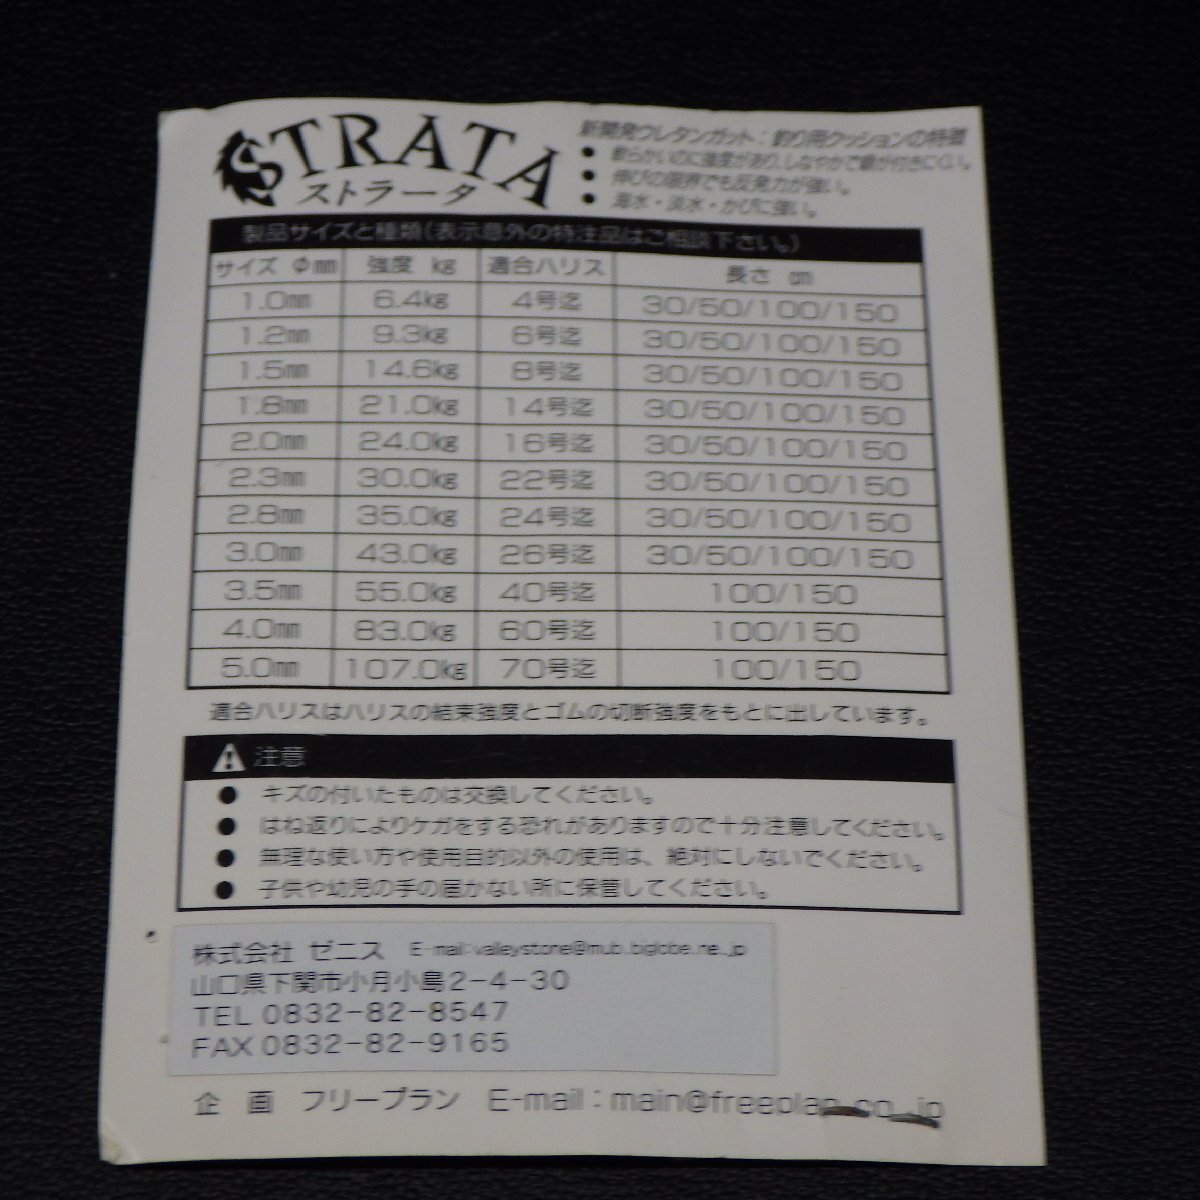 STRATA
ストラータ
新開発ウレタンガット：釣り用クッションの特徴
● 軟らかいのに強度があり、しなやかで癖が付きにくい。
● 伸びの限界でも反発力が強い。
● 海水・淡水・かびに強い。
製品サイズと種類(表示意外の特注品はご相談下さい。)
サイズ Φ㎜ 強度 ㎏ 適合ハリス 長さ ㎝
1.0㎜ 6.4㎏ 4号迄 30/50/100/150
1.2㎜ 9.3㎏ 6号迄 30/50/100/150
1.5㎜ 14.6㎏ 8号迄 30/50/100/150
1.8㎜ 21.0㎏ 14号迄 30/50/100/150
2.0㎜ 24.0㎏ 16号迄 30/50/100/150
2.3㎜ 30.0㎏ 22号迄 30/50/100/150
2.8㎜ 35.0㎏ 24号迄 30/50/100/150
3.0㎜ 43.0㎏ 26号迄 30/50/100/150
3.5㎜ 55.0㎏ 40号迄 100/150
4.0㎜ 83.0㎏ 60号迄 100/150
5.0㎜ 107.0㎏ 70号迄 100/150
適合ハリスはハリスの結束強度とゴムの切断強度をもとに出しています。
注意
● キズの付いたものは交換してください。
● はね返りによりケガをする恐れがありますので十分注意してください。
● 無理な使い方や使用目的以外の使用は、絶対にしないでください。
● 子供や幼児の手の届かない所に保管してください。
株式会社 ゼニス E-mail:valleystone@mub.biglobe.ne.jp
山口県下関市小月小島2-4-30
TEL 0832-82-8547
FAX 0832-82-9165
企 画 フリープラン E-mail：main@freeplan.co.jp